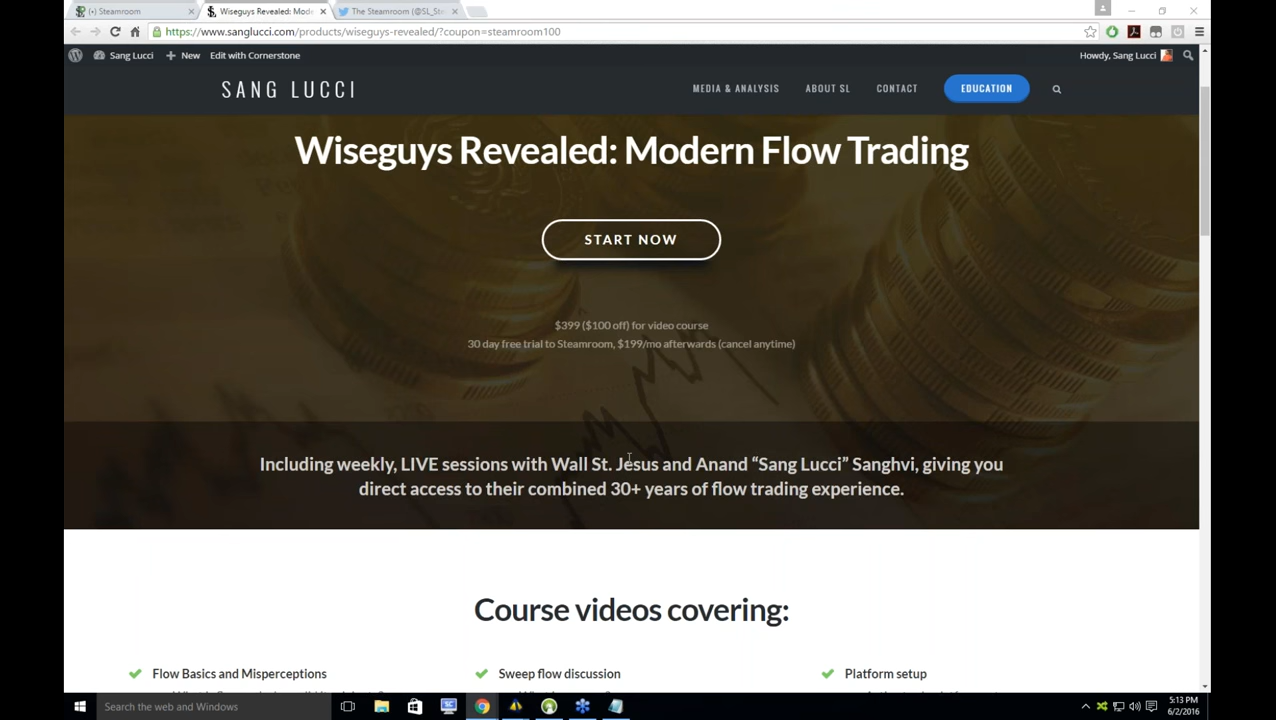 (•) Steamroom
Wiseguys Revealed: Mode
The Steamroom (@SL_Ste
https://www.sanglucci.com/products/wiseguys-revealed/?coupon=steamroom100
Sang Lucci
New
Edit with Cornerstone
Howdy, Sang Lucci
SANG LUCCI
MEDIA & ANALYSIS
ABOUT SL
CONTACT
EDUCATION
Wiseguys Revealed: Modern Flow Trading
START NOW
$399 ($100 off) for video course
30 day free trial to Steamroom, $199/mo afterwards (cancel anytime)
Including weekly, LIVE sessions with Wall St. Jesus and Anand “Sang Lucci” Sanghvi, giving you
direct access to their combined 30+ years of flow trading experience.
Course videos covering:
Flow Basics and Misperceptions
Sweep flow discussion
Platform setup
Search the web and Windows
5:13 PM
6/2/2016